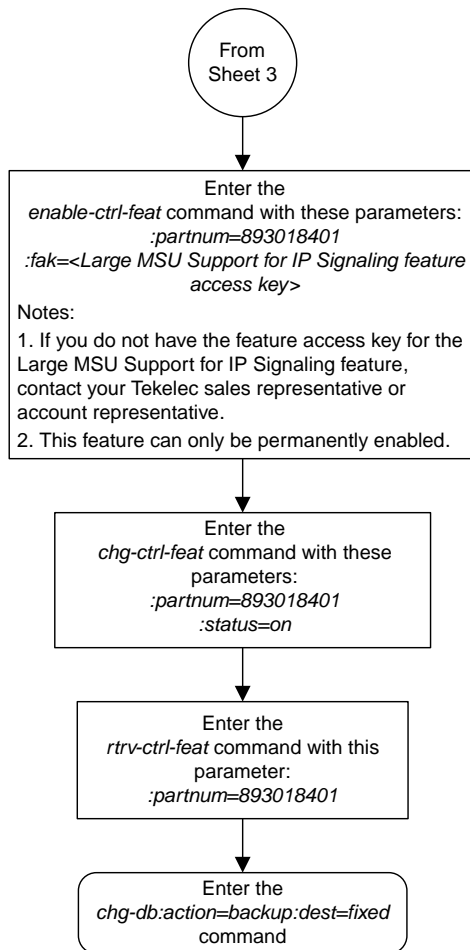 From
Sheet 3
Enter the
enable-ctrl-feat command with these parameters:
:partnum=893018401
:fak=<Large MSU Support for IP Signaling feature
access key>
Notes:
1. If you do not have the feature access key for the
Large MSU Support for IP Signaling feature,
contact your Tekelec sales representative or
account representative.
2. This feature can only be permanently enabled.
Enter the
chg-ctrl-feat command with these
parameters:
:partnum=893018401
:status=on
Enter the
rtrv-ctrl-feat command with this
parameter:
:partnum=893018401
Enter the
chg-db:action=backup:dest=fixed
command